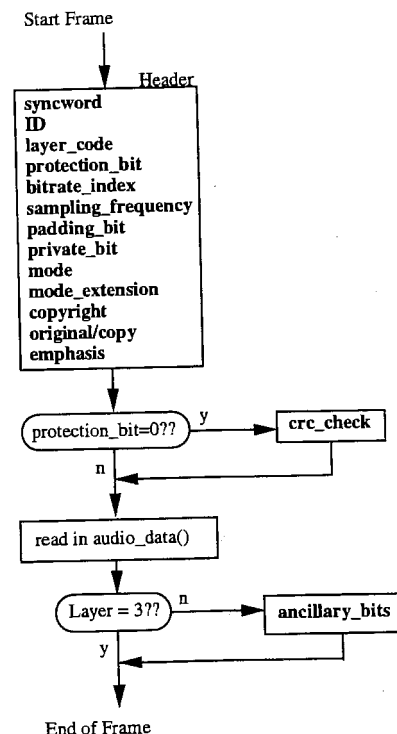 Start Frame
Header
syncword
ID
layer_code
protection_bit
bitrate_index
sampling_frequency
padding_bit
private_bit
mode
mode_extension
copyright
original/copy
emphasis
protection_bit=0??
y
crc_check
n
read in audio_data()
Layer = 3??
n
ancillary_bits
y
End of Frame